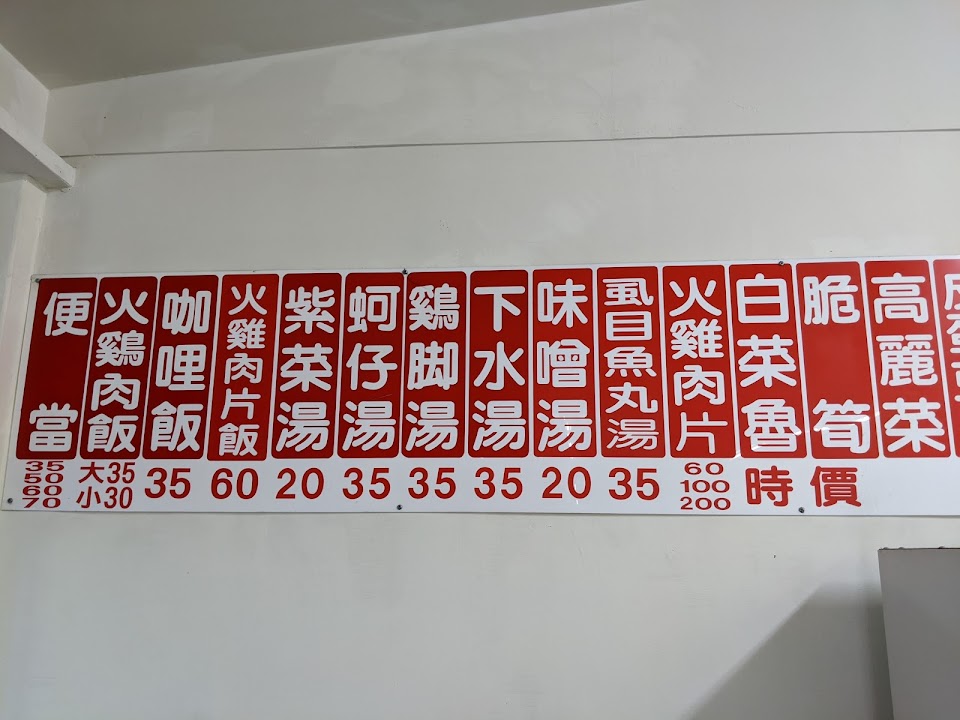 便當
35
50
60
70
火鷄肉飯
大35
小30
咖哩飯
35
火雞肉片飯
60
紫菜湯
20
蚵仔湯
35
鷄脚湯
35
下水湯
35
味噌湯
20
虱目魚丸湯
35
火雞肉片
60
100
200
白菜魯
脆筍
時價
高麗菜